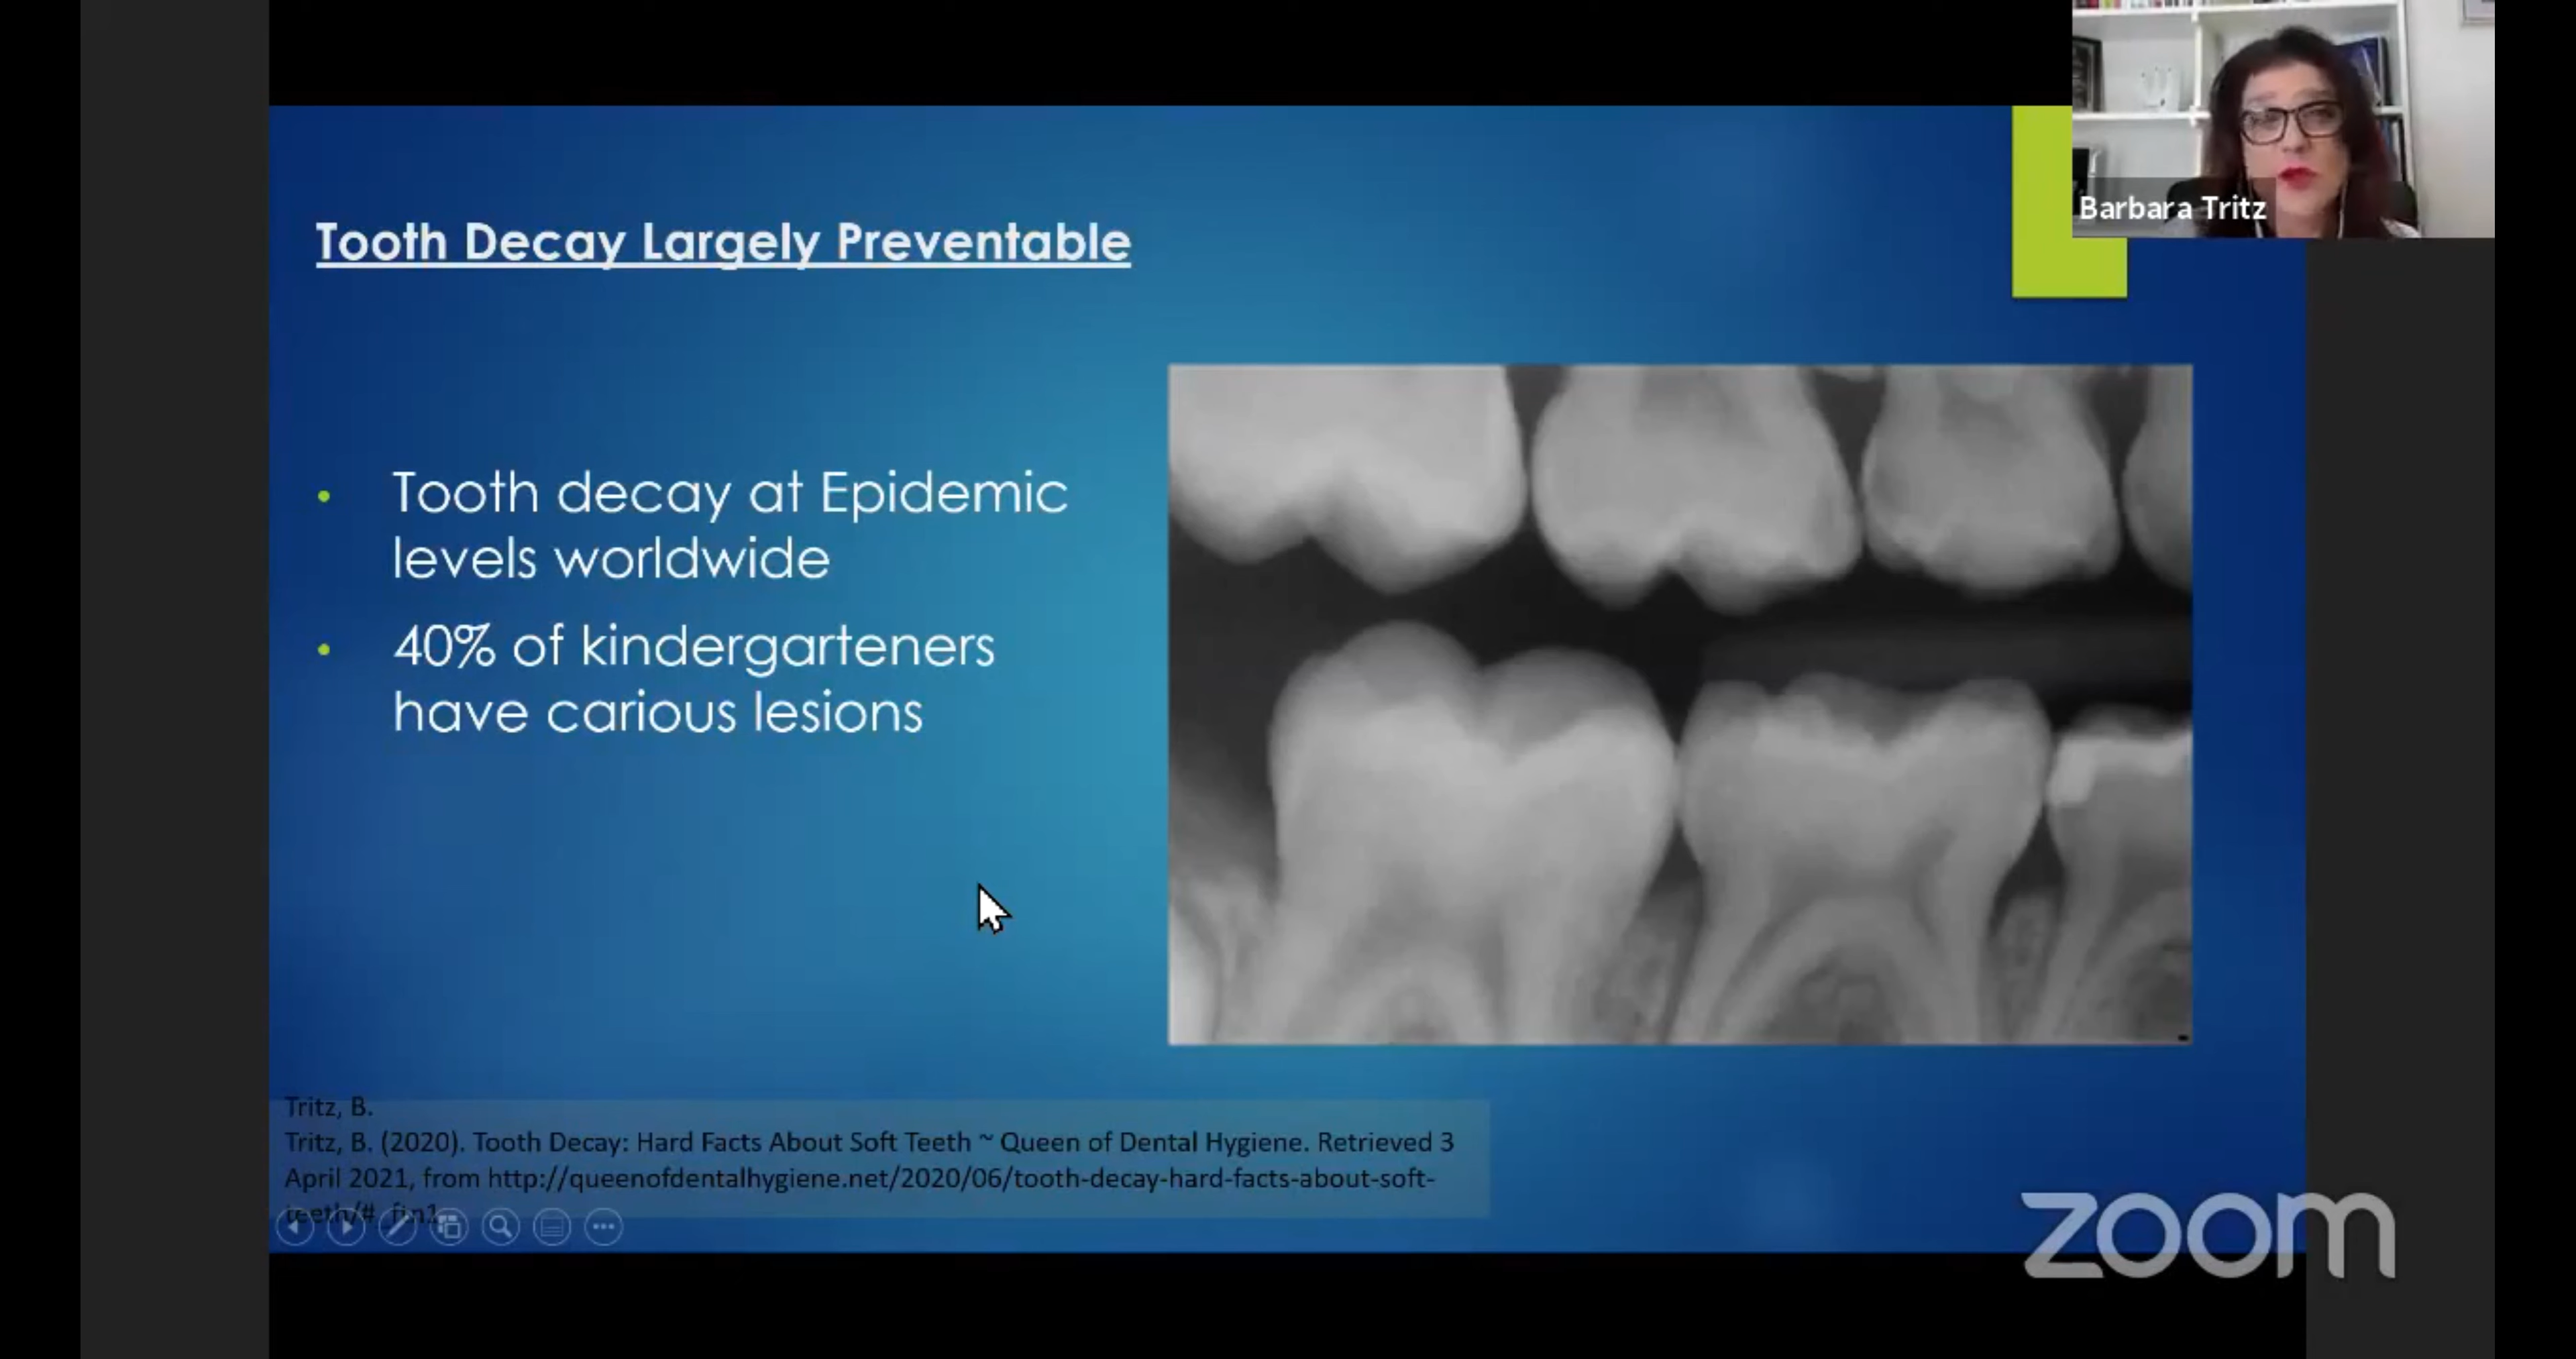 Barbara Tritz
Tooth Decay Largely Preventable
• Tooth decay at Epidemic
levels worldwide
• 40% of kindergarteners
have carious lesions
Tritz, B.
Tritz, B. (2020). Tooth Decay: Hard Facts About Soft Teeth ~ Queen of Dental Hygiene. Retrieved 3
April 2021, from http://queenofdentalhygiene.net/2020/06/tooth-decay-hard-facts-about-soft-
teeth/#_ftn1
zoom